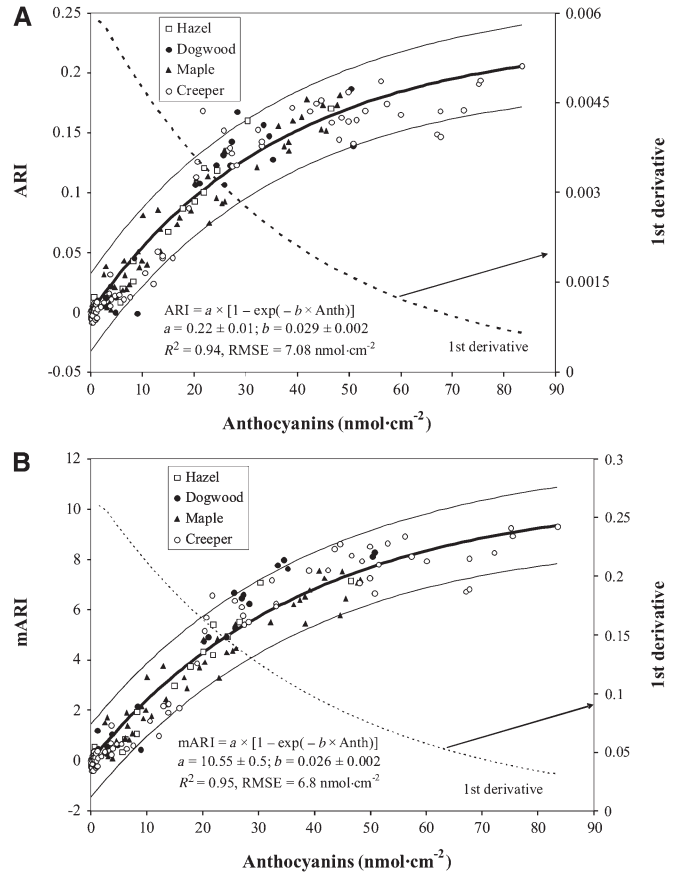 A
0.25
0.2
0.15
0.1
0.05
0
-0.05
ARI
Hazel
Dogwood
Maple
Creeper
0.006
0.0045
0.003
0.0015
0
1st derivative
ARI = a × [1 – exp(– b × Anth)]
a = 0.22 ± 0.01; b = 0.029 ± 0.002
R² = 0.94, RMSE = 7.08 nmol·cm⁻²
1st derivative
0 10 20 30 40 50 60 70 80 90
Anthocyanins (nmol·cm⁻²)
B
12
10
8
6
4
2
0
-2
mARI
Hazel
Dogwood
Maple
Creeper
0.3
0.25
0.2
0.15
0.1
0.05
0
1st derivative
mARI = a × [1 – exp(– b × Anth)]
a = 10.55 ± 0.5; b = 0.026 ± 0.002
R² = 0.95, RMSE = 6.8 nmol·cm⁻²
1st derivative
0 10 20 30 40 50 60 70 80 90
Anthocyanins (nmol·cm⁻²)